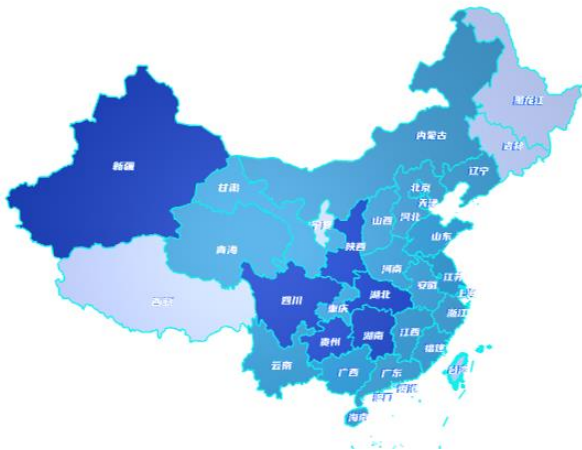 黑龙江
内蒙古
吉林
新疆
辽宁
北京
天津
甘肃
宁夏
山西
河北
青海
陕西
山东
河南
江苏
安徽
四川
湖北
重庆
浙江
贵州
湖南
江西
云南
福建
广西
广东
台湾
海南